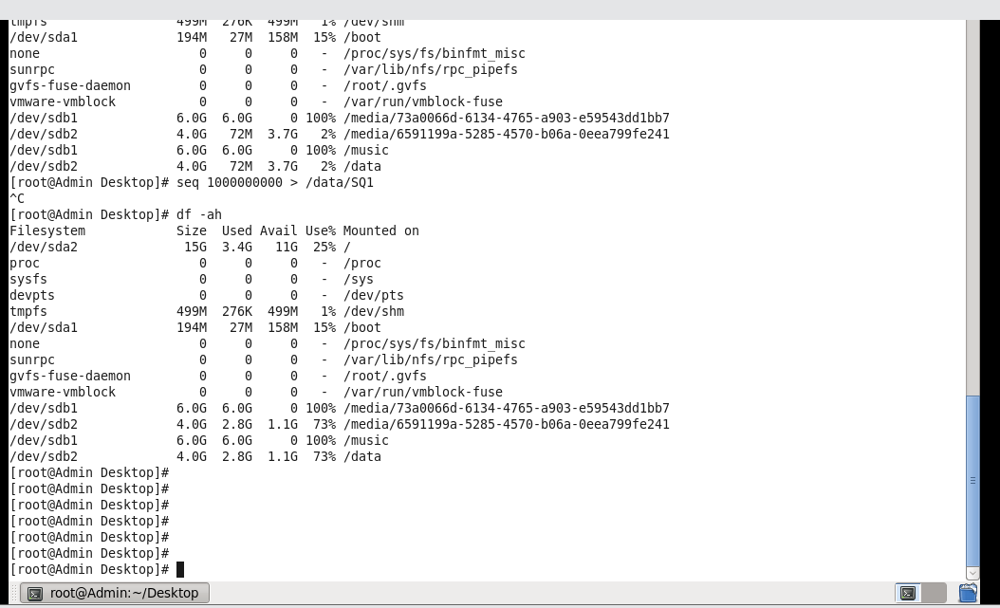 tmpfs                 499M  276K  499M   1% /dev/shm
/dev/sda1             194M   27M  158M  15% /boot
none                     0     0     0   -  /proc/sys/fs/binfmt_misc
sunrpc                   0     0     0   -  /var/lib/nfs/rpc_pipefs
gvfs-fuse-daemon         0     0     0   -  /root/.gvfs
vmware-vmblock           0     0     0   -  /var/run/vmblock-fuse
/dev/sdb1             6.0G  6.0G     0 100% /media/73a0066d-6134-4765-a903-e59543dd1bb7
/dev/sdb2             4.0G   72M  3.7G   2% /media/6591199a-5285-4570-b06a-0eea799fe241
/dev/sdb1             6.0G  6.0G     0 100% /music
/dev/sdb2             4.0G   72M  3.7G   2% /data
[root@Admin Desktop]# seq 1000000000 > /data/SQ1
^C
[root@Admin Desktop]# df -ah
Filesystem            Size  Used Avail Use% Mounted on
/dev/sda2              15G  3.4G   11G  25% /
proc                     0     0     0   -  /proc
sysfs                    0     0     0   -  /sys
devpts                   0     0     0   -  /dev/pts
tmpfs                 499M  276K  499M   1% /dev/shm
/dev/sda1             194M   27M  158M  15% /boot
none                     0     0     0   -  /proc/sys/fs/binfmt_misc
sunrpc                   0     0     0   -  /var/lib/nfs/rpc_pipefs
gvfs-fuse-daemon         0     0     0   -  /root/.gvfs
vmware-vmblock           0     0     0   -  /var/run/vmblock-fuse
/dev/sdb1             6.0G  6.0G     0 100% /media/73a0066d-6134-4765-a903-e59543dd1bb7
/dev/sdb2             4.0G  2.8G  1.1G  73% /media/6591199a-5285-4570-b06a-0eea799fe241
/dev/sdb1             6.0G  6.0G     0 100% /music
/dev/sdb2             4.0G  2.8G  1.1G  73% /data
[root@Admin Desktop]#
[root@Admin Desktop]#
[root@Admin Desktop]#
[root@Admin Desktop]#
[root@Admin Desktop]#
[root@Admin Desktop]#
[root@Admin Desktop]#
root@Admin:~/Desktop